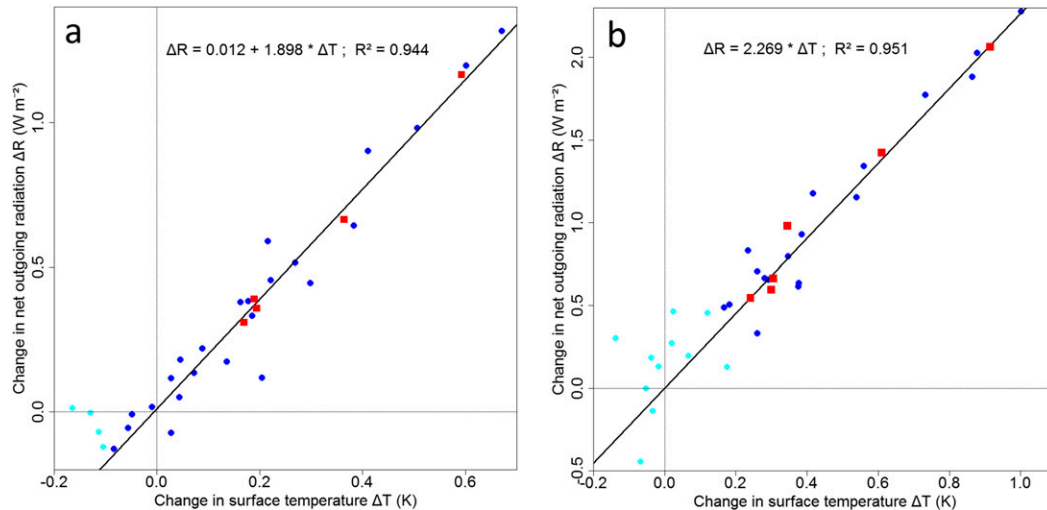 a
ΔR = 0.012 + 1.898 * ΔT ; R² = 0.944
Change in net outgoing radiation ΔR (W m⁻²)
1.0
0.5
0.0
-0.2 0.0 0.2 0.4 0.6
Change in surface temperature ΔT (K)
b
ΔR = 2.269 * ΔT ; R² = 0.951
Change in net outgoing radiation ΔR (W m⁻²)
2.0
1.5
1.0
0.5
0.0
0.5
-0.2 0.0 0.2 0.4 0.6 0.8 1.0
Change in surface temperature ΔT (K)